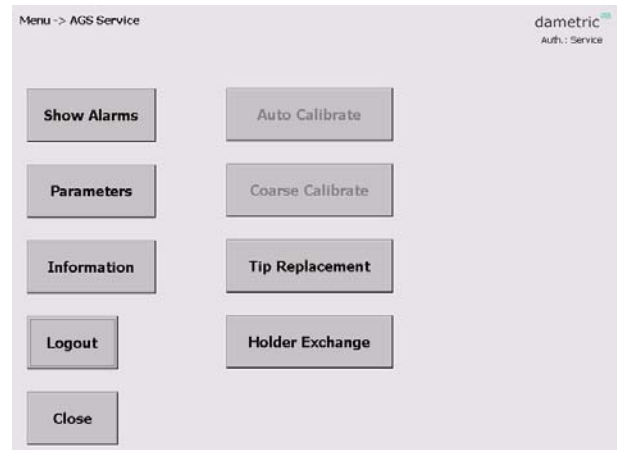 Menu -> AGS Service
dametric
Auth.: Service
Show Alarms
Auto Calibrate
Parameters
Coarse Calibrate
Information
Tip Replacement
Logout
Holder Exchange
Close